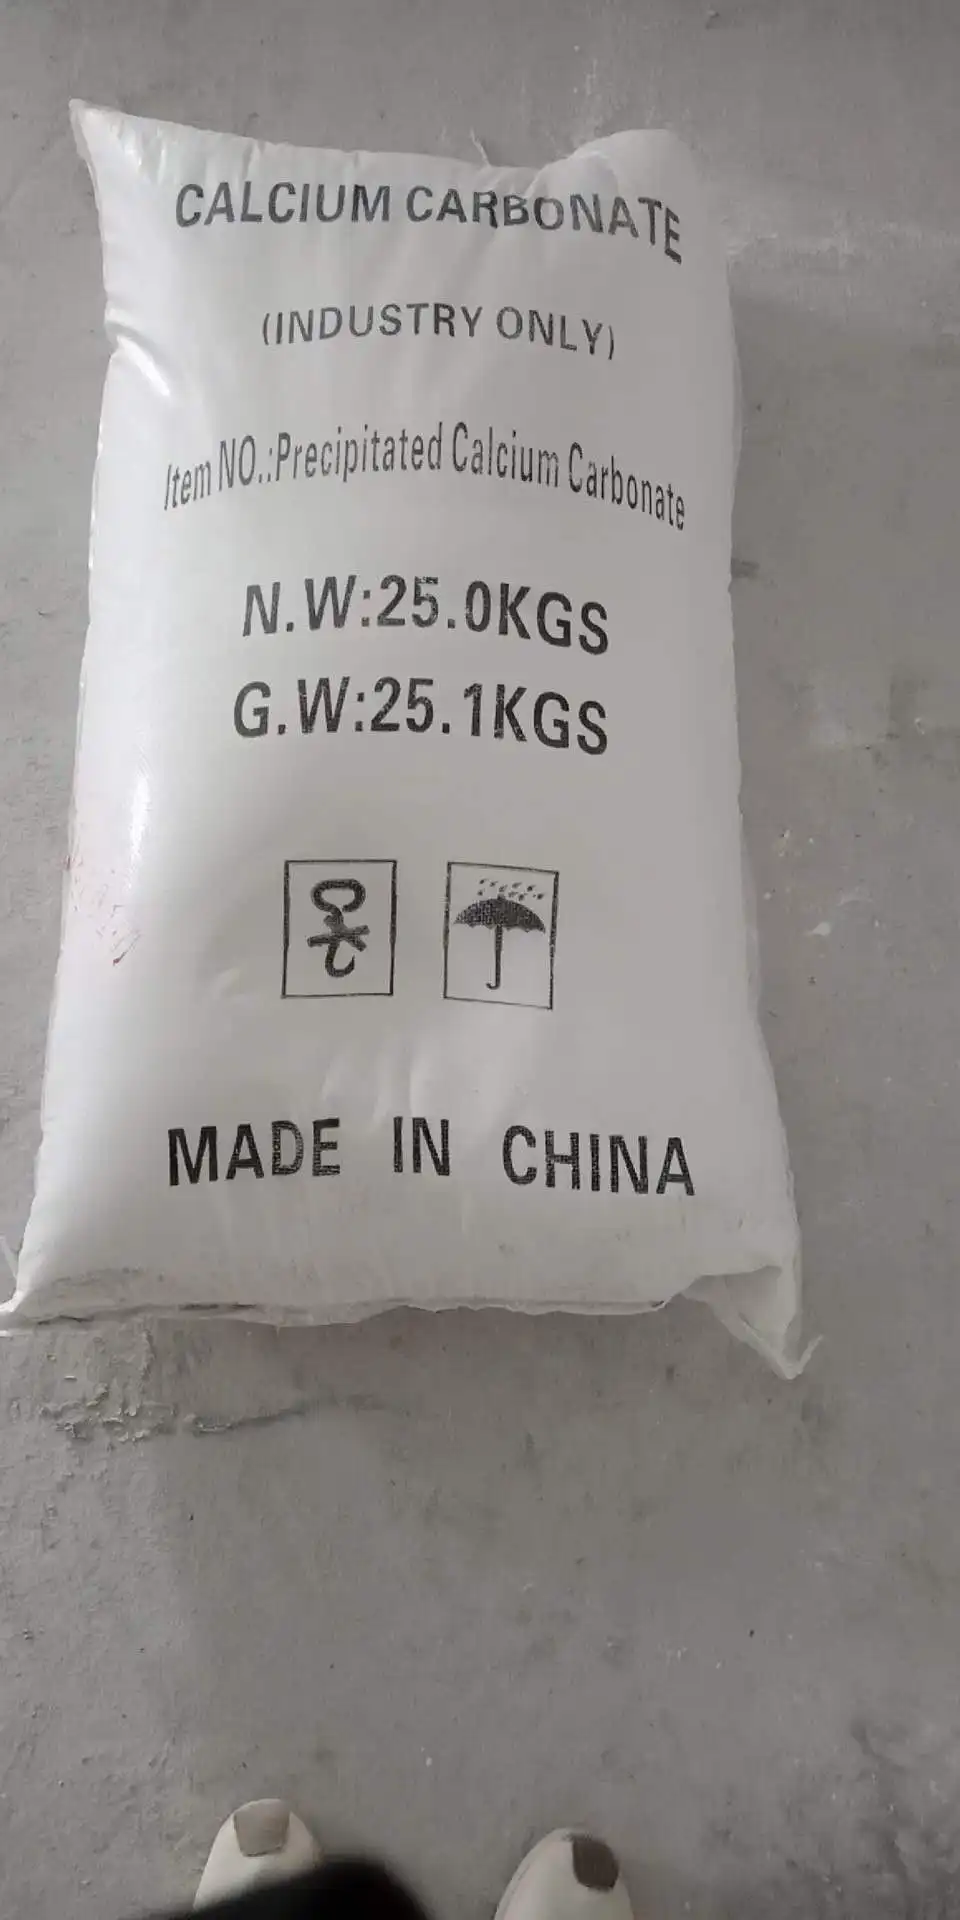 CALCIUM CARBONATE
(INDUSTRY ONLY)
Item NO.:Precipitated Calcium Carbonate
N.W:25.0KGS
G.W:25.1KGS
MADE IN CHINA